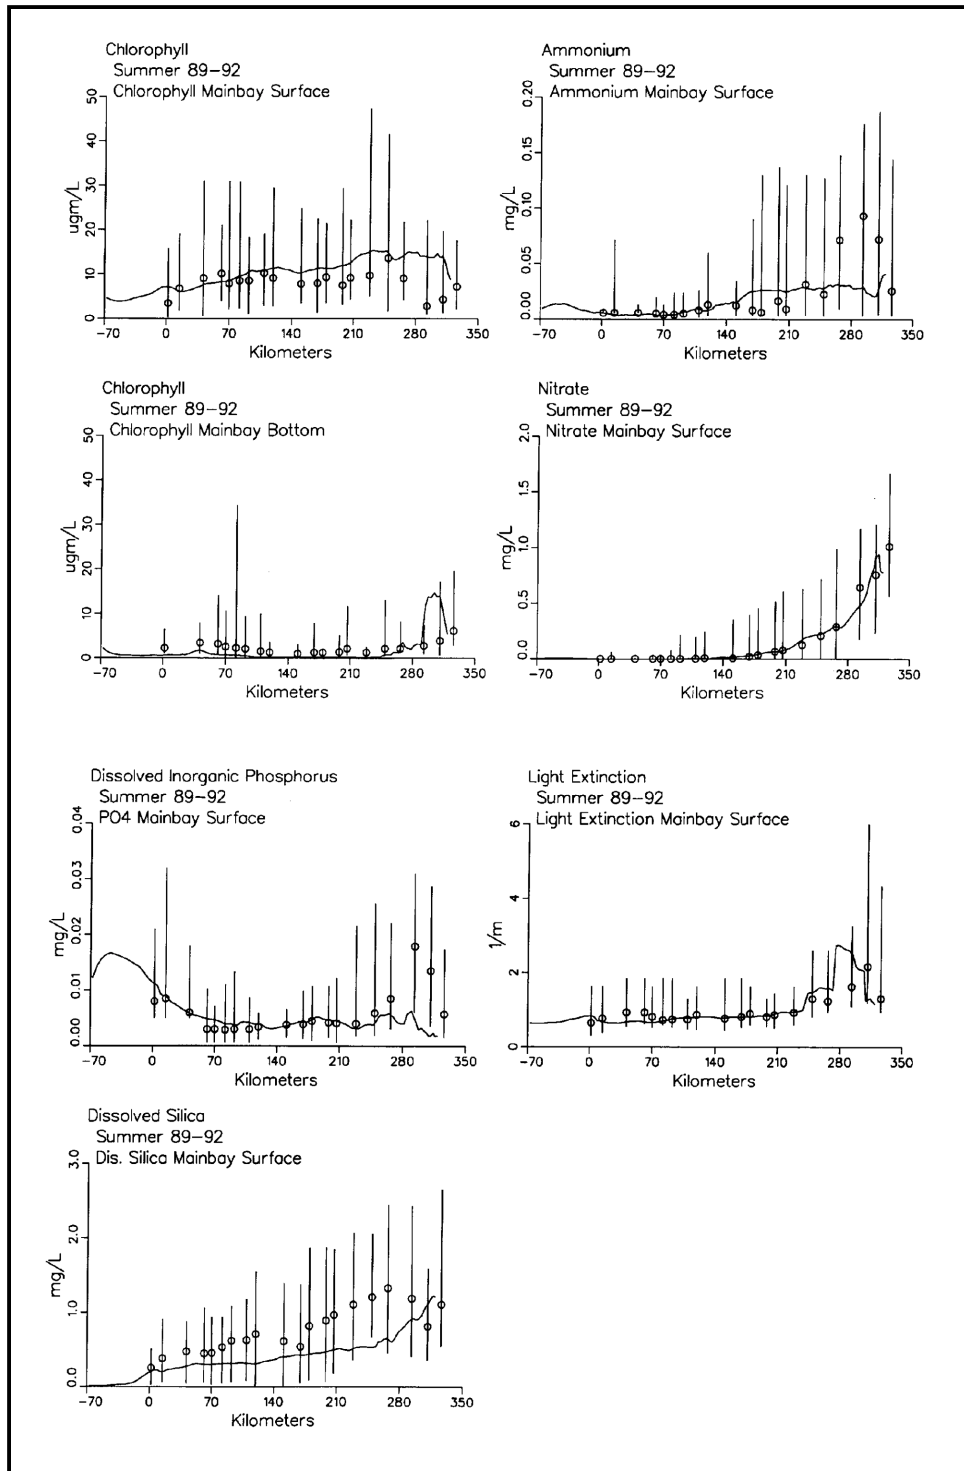 Chlorophyll
Summer 89-92
Chlorophyll Mainbay Surface
50
40
30
20
10
0
ugm/L
-70 0 70 140 210 280 350
Kilometers
Ammonium
Summer 89-92
Ammonium Mainbay Surface
0.20
0.15
0.10
0.05
0.00
mg/L
-70 0 70 140 210 280 350
Kilometers
Chlorophyll
Summer 89-92
Chlorophyll Mainbay Bottom
50
40
30
20
10
0
ugm/L
-70 0 70 140 210 280 350
Kilometers
Nitrate
Summer 89-92
Nitrate Mainbay Surface
2.0
1.5
1.0
0.5
0.0
mg/L
-70 0 70 140 210 280 350
Kilometers
Dissolved Inorganic Phosphorus
Summer 89-92
PO4 Mainbay Surface
0.04
0.03
0.02
0.01
0.00
mg/L
-70 0 70 140 210 280 350
Kilometers
Light Extinction
Summer 89-92
Light Extinction Mainbay Surface
6
4
2
0
1/m
-70 0 70 140 210 280 350
Kilometers
Dissolved Silica
Summer 89-92
Dis. Silica Mainbay Surface
3.0
2.0
1.0
0.0
mg/L
-70 0 70 140 210 280 350
Kilometers